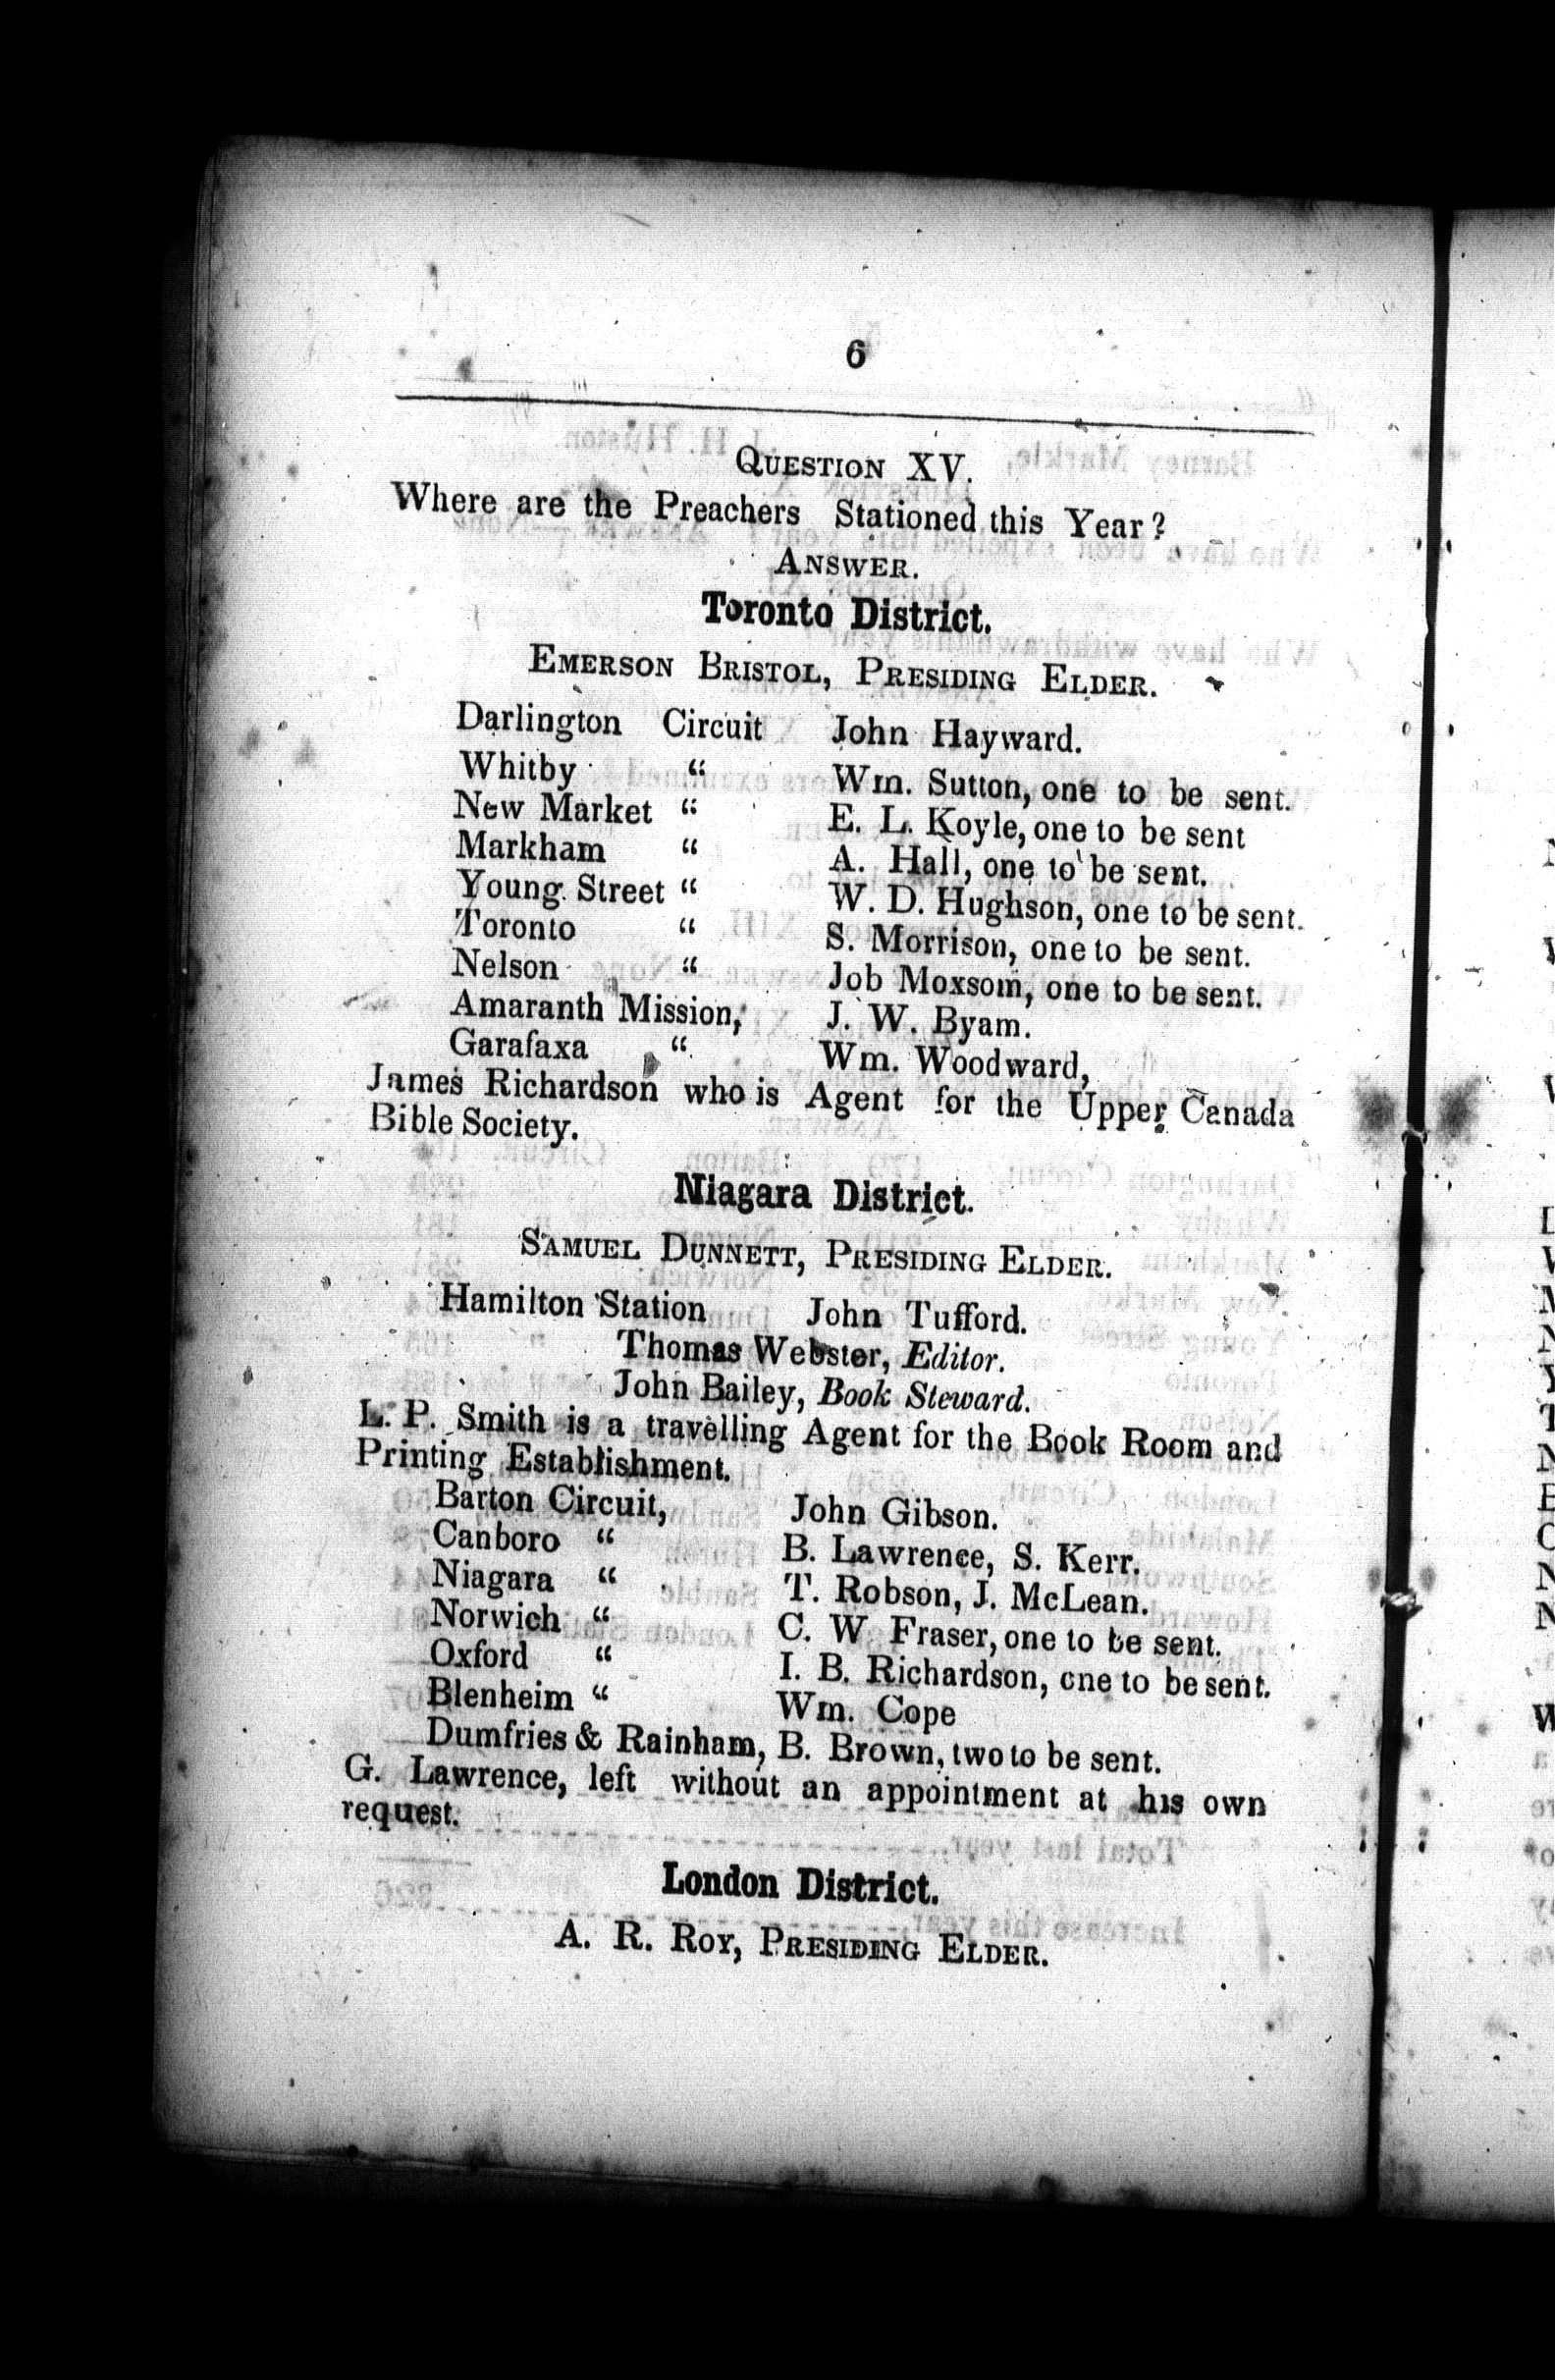 6
QUESTION XV.
Where are the Preachers Stationed this Year?
ANSWER.
Toronto District.
EMERSON BRISTOL, PRESIDING ELDER.
Darlington Circuit John Hayward.
Whitby “ Wm. Sutton, one to be sent.
New Market “ E. L. Koyle, one to be sent
Markham “ A. Hall, one to be sent.
Young Street “ W. D. Hughson, one to be sent.
Toronto “ S. Morrison, one to be sent.
Nelson “ Job Moxsom, one to be sent.
Amaranth Mission, J. W. Byam.
Garafaxa “ Wm. Woodward,
James Richardson who is Agent for the Upper Canada
Bible Society.
Niagara District.
SAMUEL DUNNETT, PRESIDING ELDER.
Hamilton Station John Tufford.
Thomas Webster, Editor.
John Bailey, Book Steward.
L. P. Smith is a travelling Agent for the Book Room and
Printing Establishment.
Barton Circuit, John Gibson.
Canboro “ B. Lawrence, S. Kerr.
Niagara “ T. Robson, J. McLean.
Norwich “ C. W Fraser, one to be sent.
Oxford “ I. B. Richardson, one to be sent.
Blenheim “ Wm. Cope
Dumfries & Rainham, B. Brown, two to be sent.
G. Lawrence, left without an appointment at his own
request.
London District.
A. R. ROY, PRESIDING ELDER.